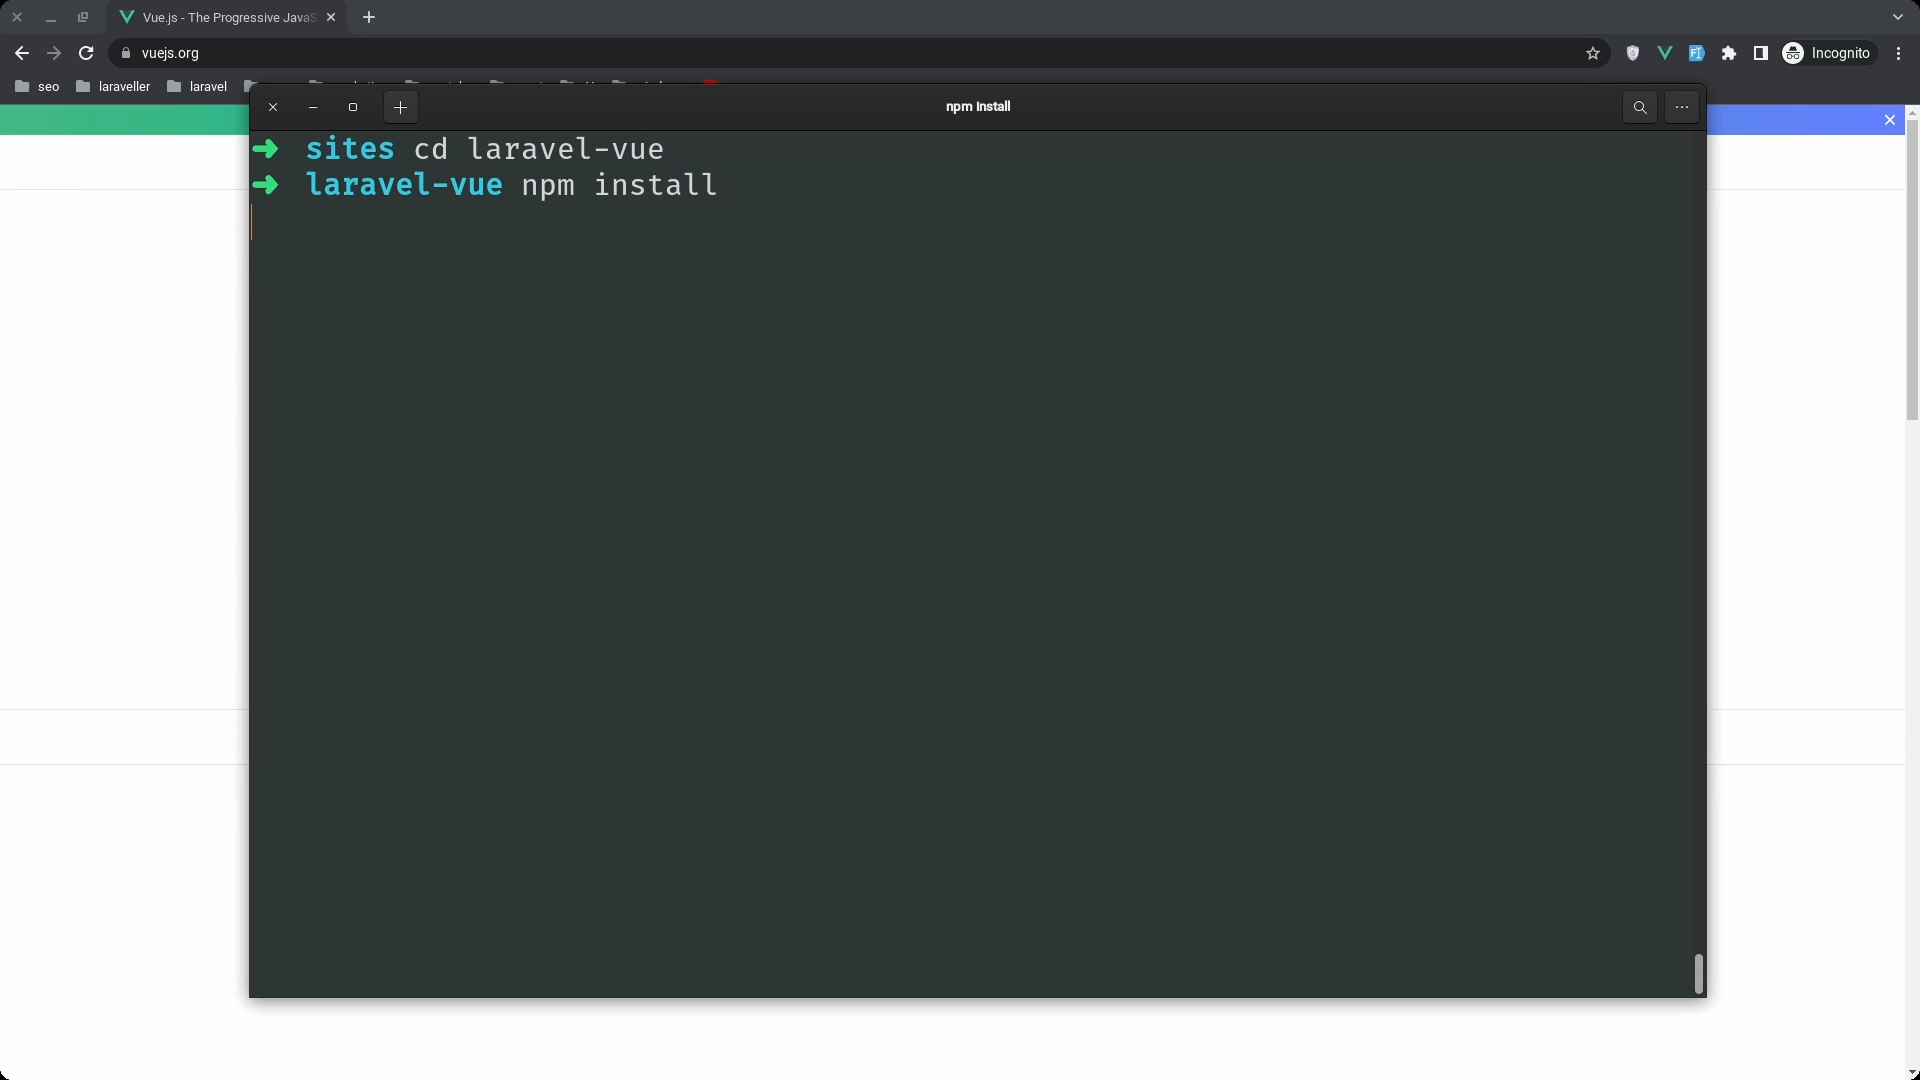 Vue.js - The Progressive JavaS
vuejs.org
Incognito
seo
laraveller
laravel
npm install
sites cd laravel-vue
laravel-vue npm install